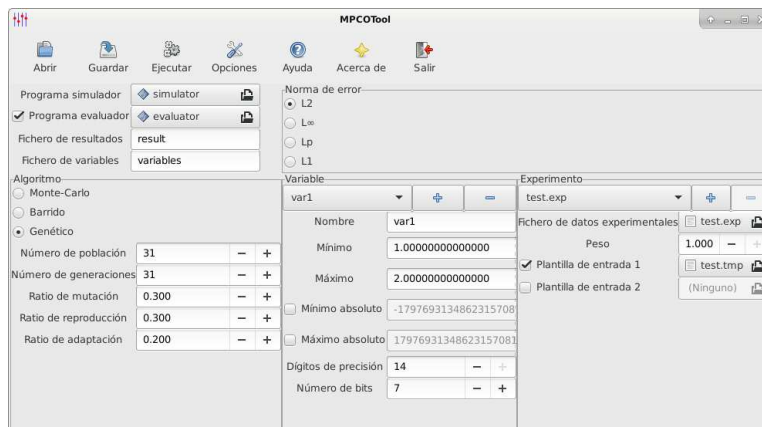 MPCOTool
Abrir Guardar Ejecutar Opciones Ayuda Acerca de Salir
Programa simulador simulator
Programa evaluador evaluator
Fichero de resultados result
Fichero de variables variables
Norma de error
L2
L∞
Lp
L1
Algoritmo
Monte-Carlo
Barrido
Genético
Número de población 31 − +
Número de generaciones 31 − +
Ratio de mutación 0.300 − +
Ratio de reproducción 0.300 − +
Ratio de adaptación 0.200 − +
Variable
var1
Nombre var1
Mínimo 1.00000000000000
Máximo 2.00000000000000
Mínimo absoluto -1797693134862315708
Máximo absoluto 17976931348623157081
Dígitos de precisión 14 − +
Número de bits 7 − +
Experimento
test.exp
Fichero de datos experimentales test.exp
Peso 1.000 − +
Plantilla de entrada 1 test.tmp
Plantilla de entrada 2 (Ninguno)